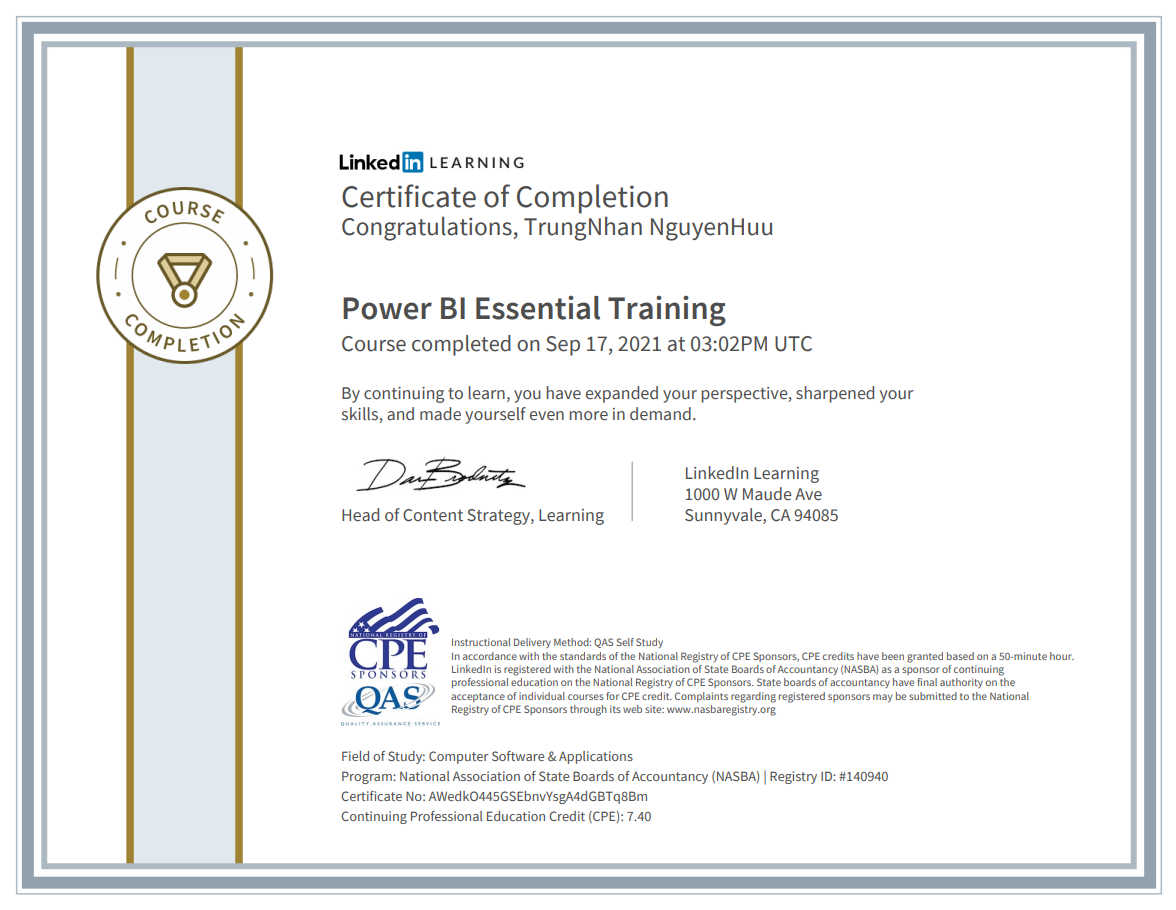 COURSE
COMPLETION
Linked in LEARNING
Certificate of Completion
Congratulations, TrungNhan NguyenHuu
Power BI Essential Training
Course completed on Sep 17, 2021 at 03:02PM UTC
By continuing to learn, you have expanded your perspective, sharpened your
skills, and made yourself even more in demand.
Head of Content Strategy, Learning
LinkedIn Learning
1000 W Maude Ave
Sunnyvale, CA 94085
NATIONAL REGISTRY OF
CPE
SPONSORS
QAS
QUALITY ASSURANCE SERVICE
Instructional Delivery Method: QAS Self Study
In accordance with the standards of the National Registry of CPE Sponsors, CPE credits have been granted based on a 50-minute hour.
LinkedIn is registered with the National Association of State Boards of Accountancy (NASBA) as a sponsor of continuing
professional education on the National Registry of CPE Sponsors. State boards of accountancy have final authority on the
acceptance of individual courses for CPE credit. Complaints regarding registered sponsors may be submitted to the National
Registry of CPE Sponsors through its web site: www.nasbaregistry.org
Field of Study: Computer Software & Applications
Program: National Association of State Boards of Accountancy (NASBA) | Registry ID: #140940
Certificate No: AWedkO445GSEbnvYsgA4dGBTq8Bm
Continuing Professional Education Credit (CPE): 7.40